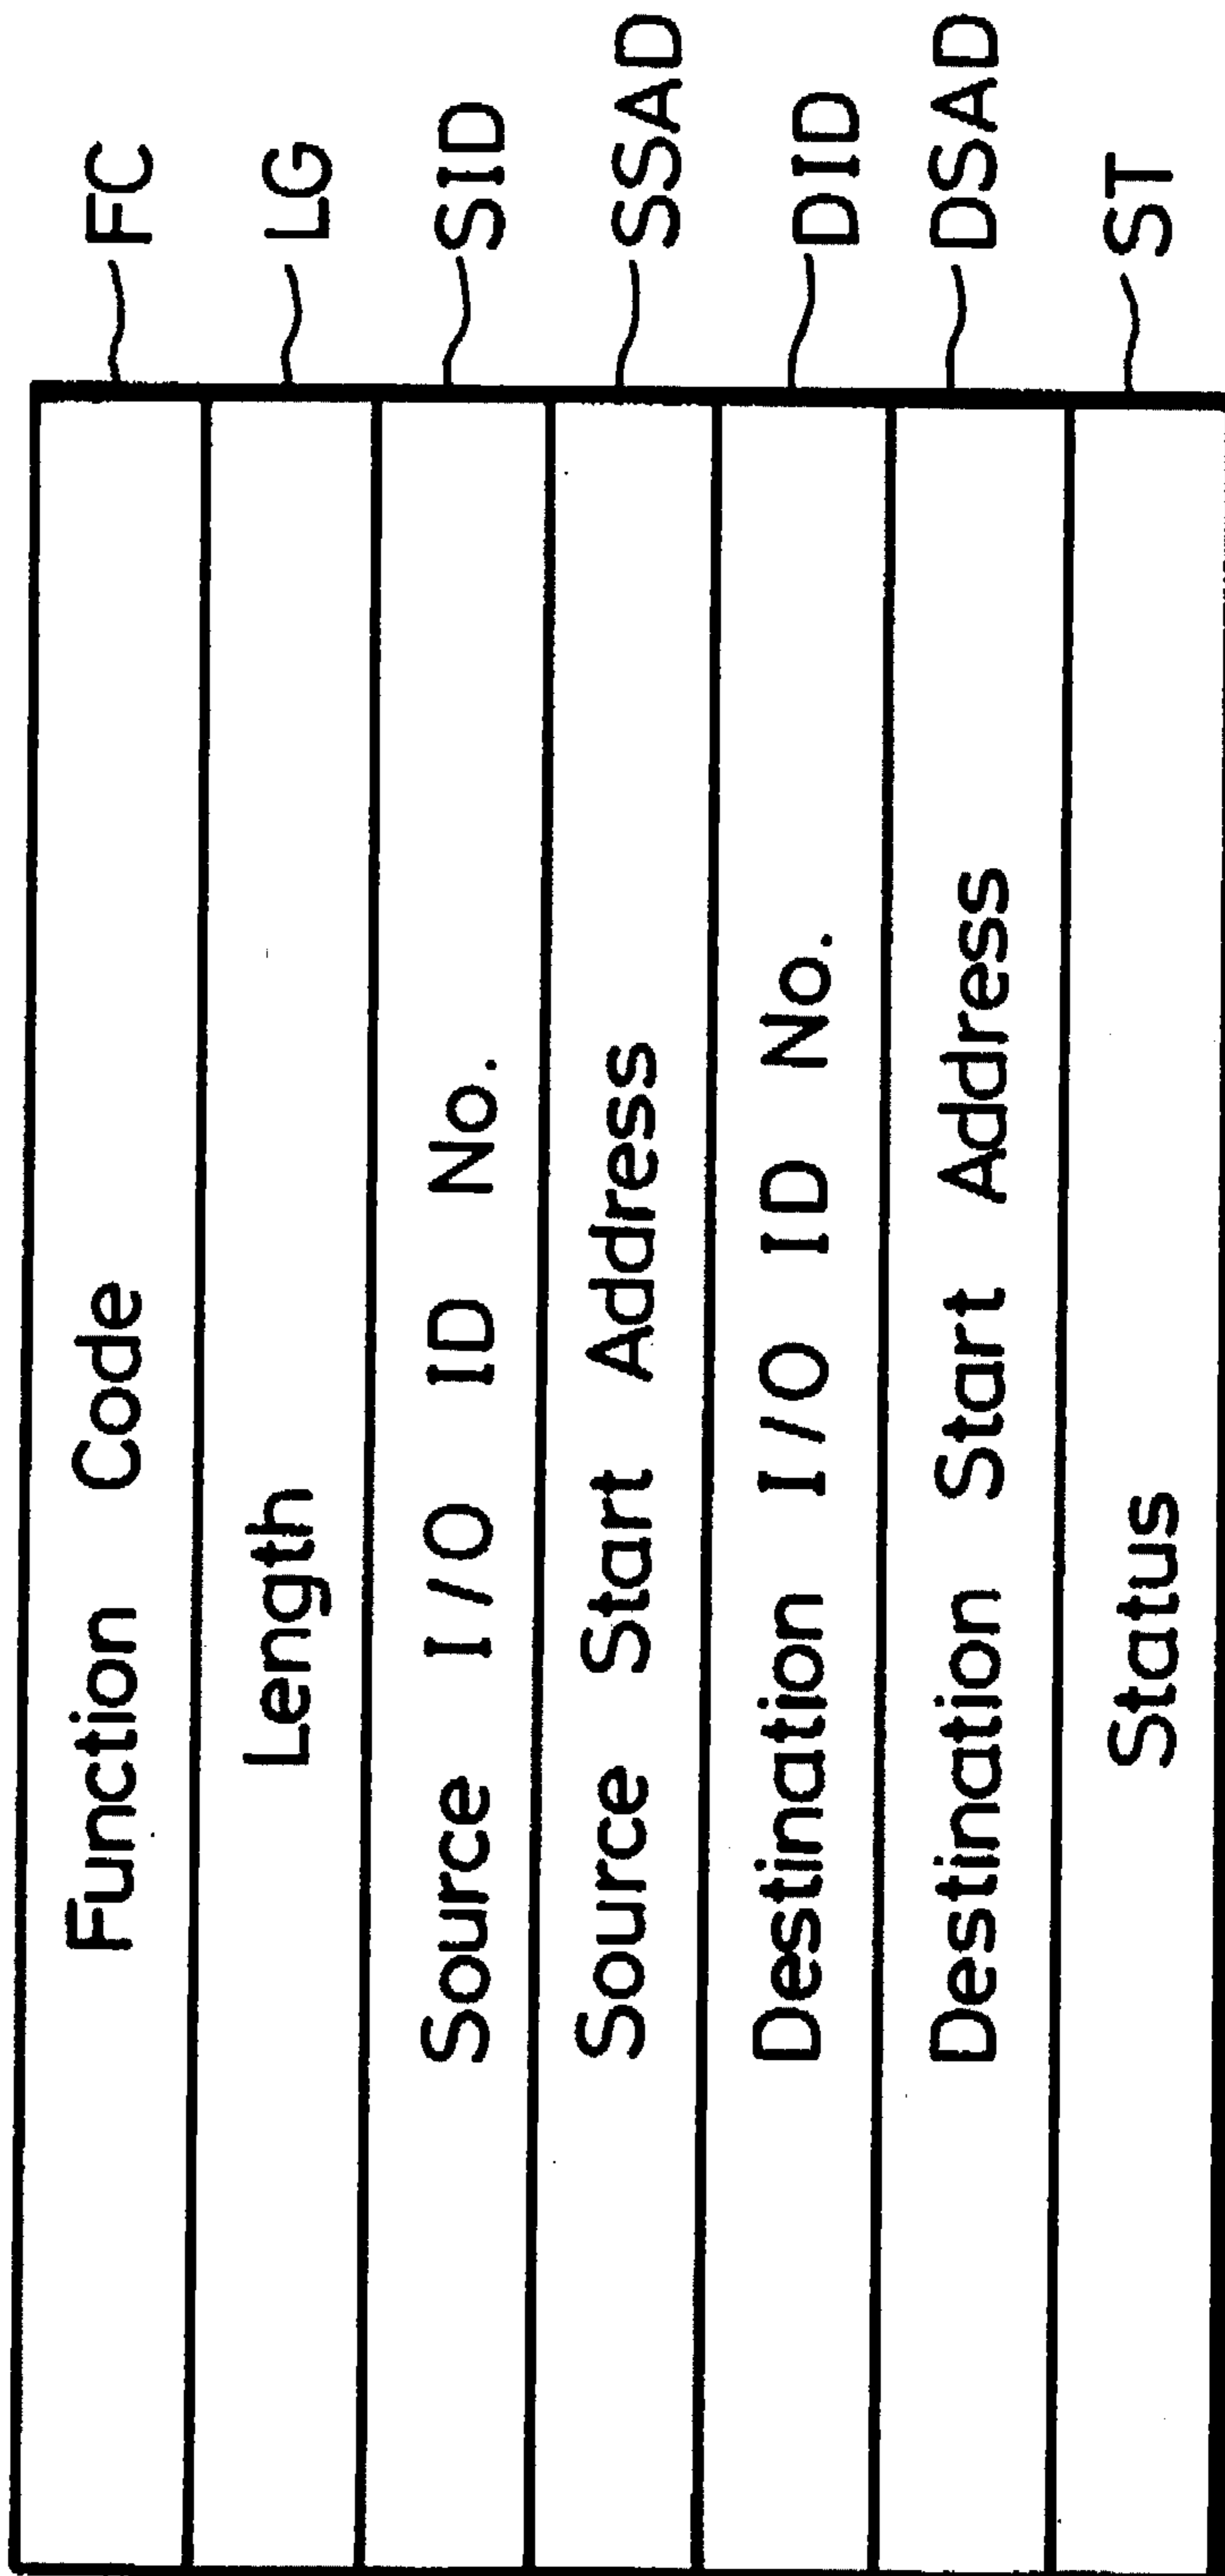 Function Code FC
Length LG
Source I/O ID No. SID
Source Start Address SSAD
Destination I/O ID No. DID
Destination Start Address DSAD
Status ST